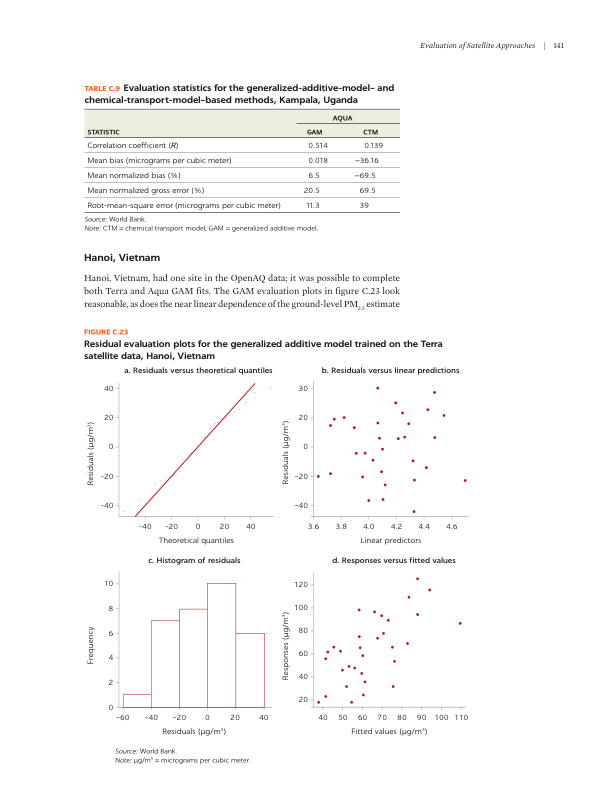 Evaluation of Satellite Approaches | 141
TABLE C.9 Evaluation statistics for the generalized-additive-model– and
chemical-transport-model–based methods, Kampala, Uganda
AQUA
STATISTIC GAM CTM
Correlation coefficient (R) 0.514 0.139
Mean bias (micrograms per cubic meter) 0.018 −36.16
Mean normalized bias (%) 6.5 −69.5
Mean normalized gross error (%) 20.5 69.5
Root-mean-square error (micrograms per cubic meter) 11.3 39
Source: World Bank.
Note: CTM = chemical transport model; GAM = generalized additive model.
Hanoi, Vietnam
Hanoi, Vietnam, had one site in the OpenAQ data; it was possible to complete
both Terra and Aqua GAM fits. The GAM evaluation plots in figure C.23 look
reasonable, as does the near linear dependence of the ground-level PM2.5 estimate
FIGURE C.23
Residual evaluation plots for the generalized additive model trained on the Terra
satellite data, Hanoi, Vietnam
a. Residuals versus theoretical quantiles
40
20
0
−20
−40
Residuals (µg/m³)
−40 −20 0 20 40
Theoretical quantiles
b. Residuals versus linear predictions
30
20
0
−20
−40
Residuals (µg/m³)
3.6 3.8 4.0 4.2 4.4 4.6
Linear predictors
c. Histogram of residuals
10
8
6
4
2
0
Frequency
−60 −40 −20 0 20 40
Residuals (µg/m³)
d. Responses versus fitted values
120
100
80
60
40
20
Responses (µg/m³)
40 50 60 70 80 90 100 110
Fitted values (µg/m³)
Source: World Bank.
Note: µg/m³ = micrograms per cubic meter.